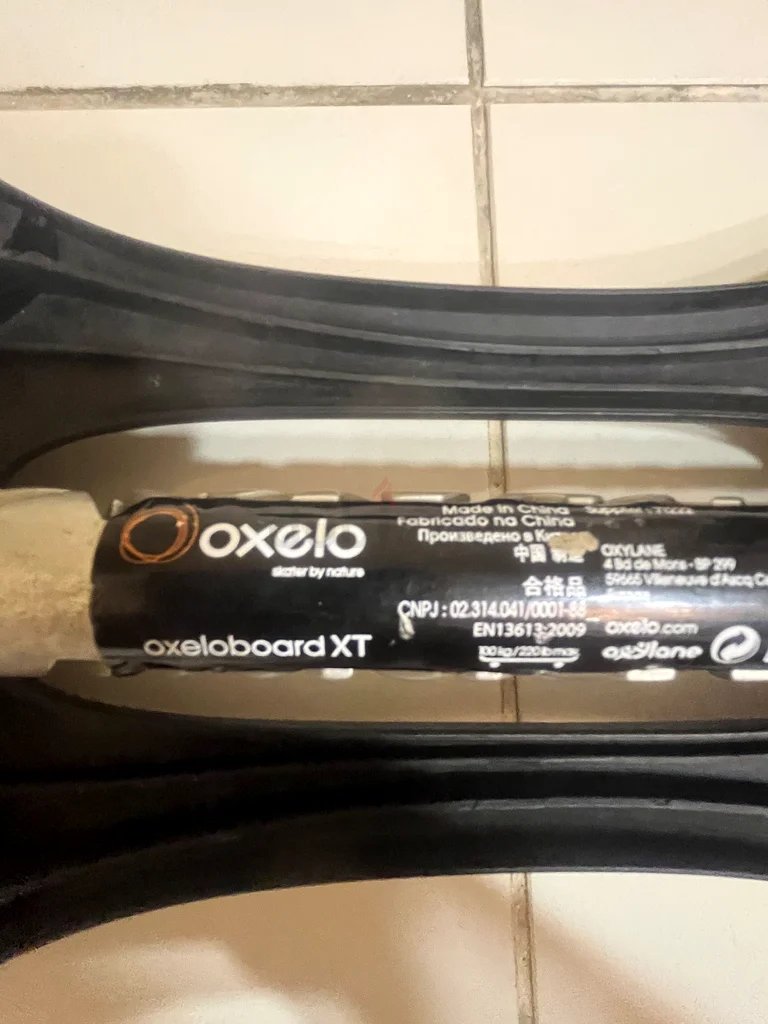 oxelo
skater by nature
oxeloboard XT
Made in China
Fabricado na China
Произведено в
中国 制造
合格品
CNPJ : 02.314.041/0001-88
EN13613:2009
100 kg / 220 lb max
OXYLANE
4 Bd de Mons - BP 299
59665 Villeneuve d'Ascq
oxelo.com
oxylane